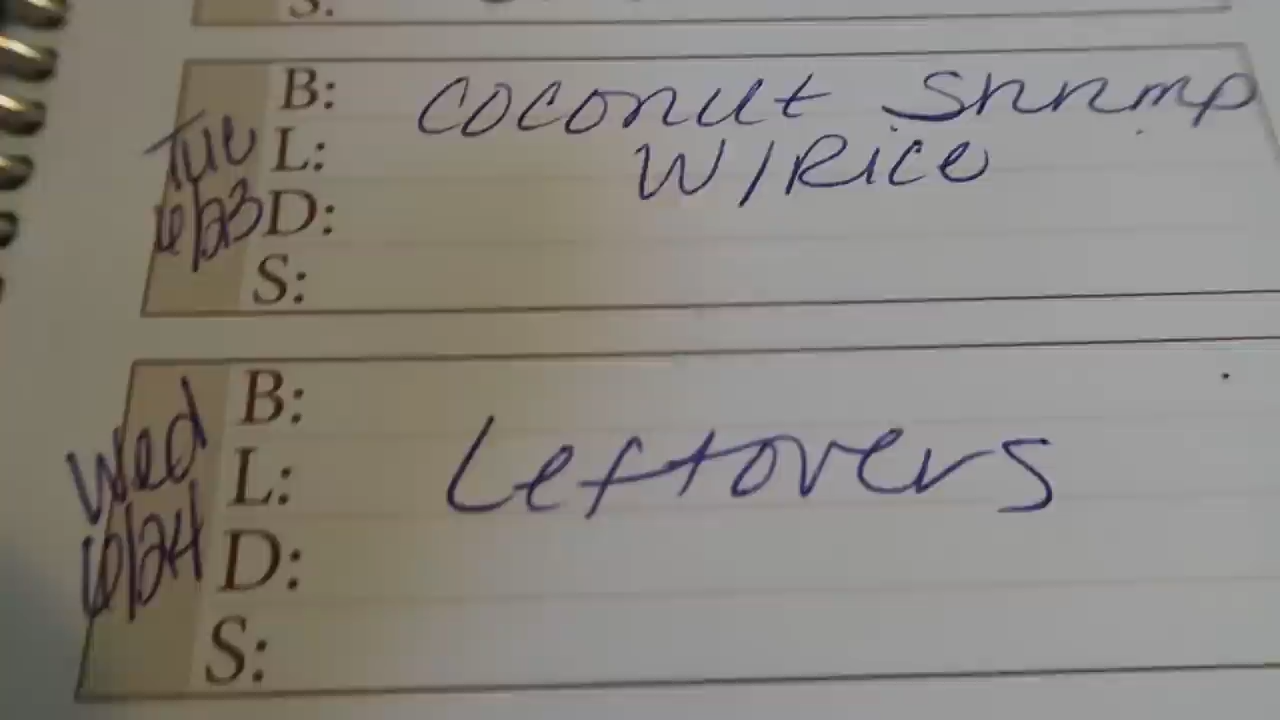 S:
B: Coconut Shrimp
Tue L: W/Rice
6/23 D:
S:
B:
Wed L: Leftovers
6/24 D:
S: